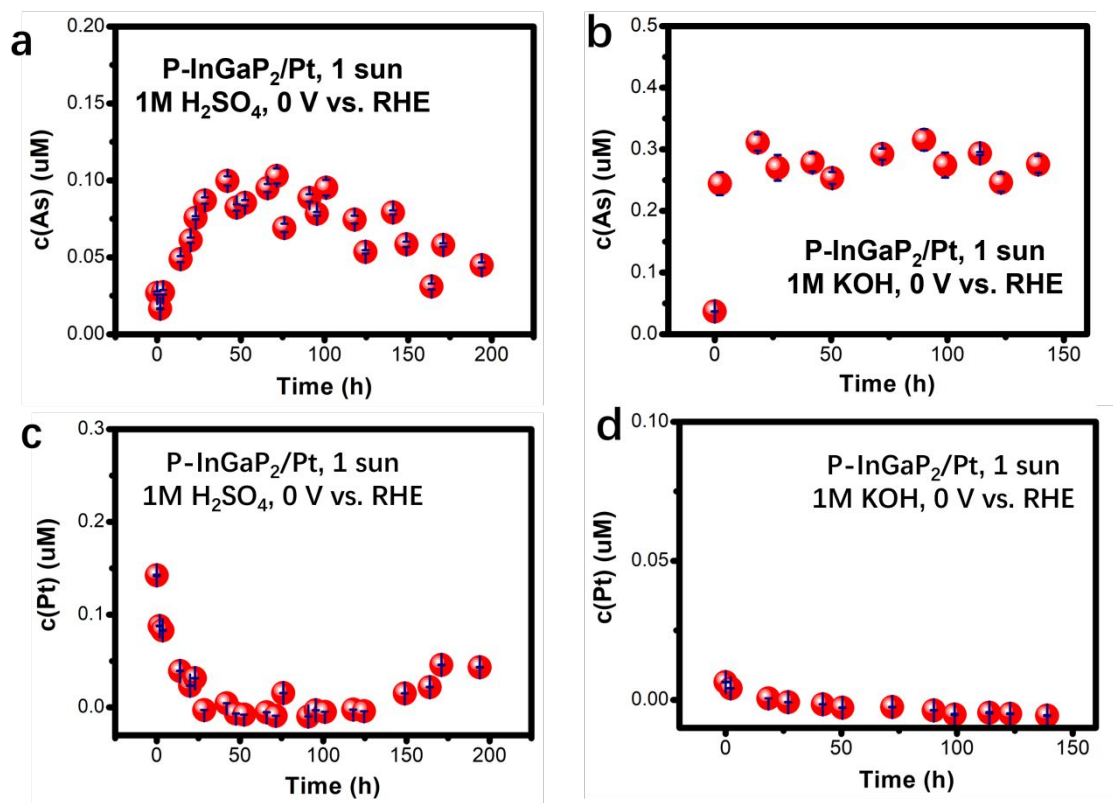 a
P-InGaP₂/Pt, 1 sun
1M H₂SO₄, 0 V vs. RHE
c(As) (uM)
0.20
0.15
0.10
0.05
0.00
0 50 100 150 200
Time (h)
b
P-InGaP₂/Pt, 1 sun
1M KOH, 0 V vs. RHE
c(As) (uM)
0.5
0.4
0.3
0.2
0.1
0.0
0 50 100 150
Time (h)
c
P-InGaP₂/Pt, 1 sun
1M H₂SO₄, 0 V vs. RHE
c(Pt) (uM)
0.3
0.2
0.1
0.0
0 50 100 150 200
Time (h)
d
P-InGaP₂/Pt, 1 sun
1M KOH, 0 V vs. RHE
c(Pt) (uM)
0.10
0.05
0.00
0 50 100 150
Time (h)